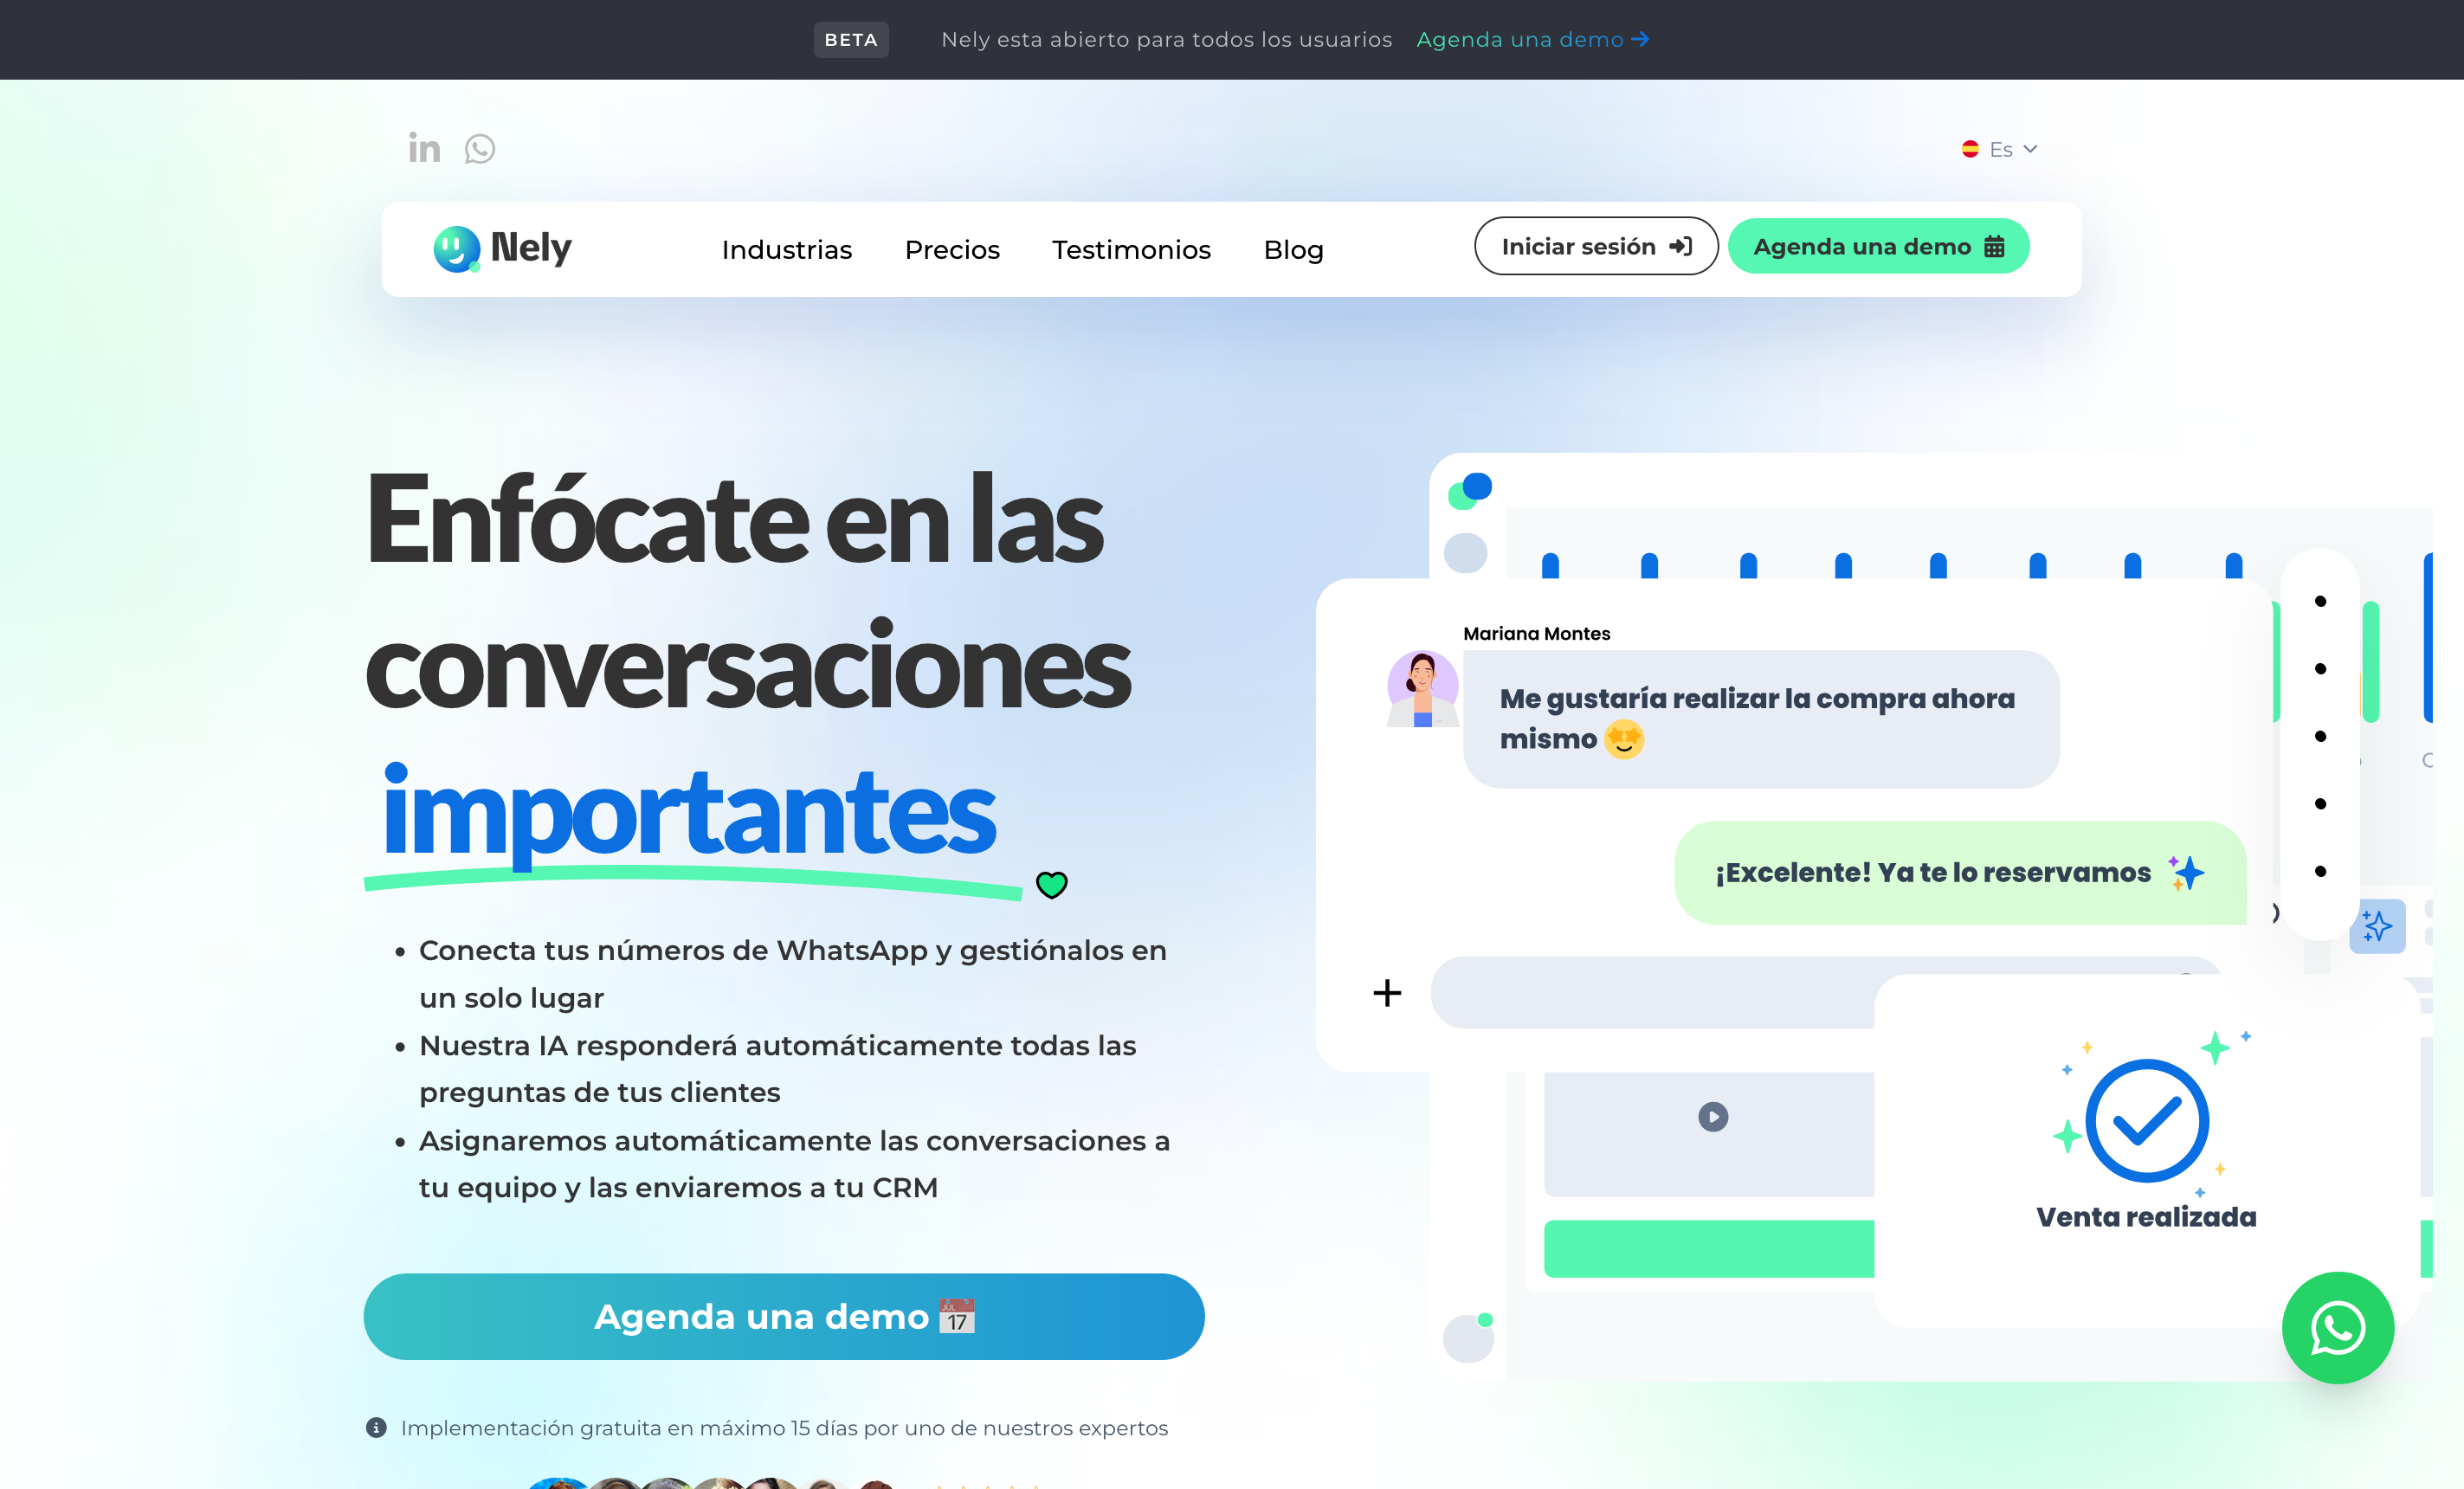 BETA Nely esta abierto para todos los usuarios Agenda una demo
Es
Nely Industrias Precios Testimonios Blog Iniciar sesión Agenda una demo
Enfócate en las
conversaciones
importantes
Conecta tus números de WhatsApp y gestiónalos en
un solo lugar
Nuestra IA responderá automáticamente todas las
preguntas de tus clientes
Asignaremos automáticamente las conversaciones a
tu equipo y las enviaremos a tu CRM
Agenda una demo
JUL
17
Implementación gratuita en máximo 15 días por uno de nuestros expertos
Mariana Montes
Me gustaría realizar la compra ahora
mismo
¡Excelente! Ya te lo reservamos
Venta realizada